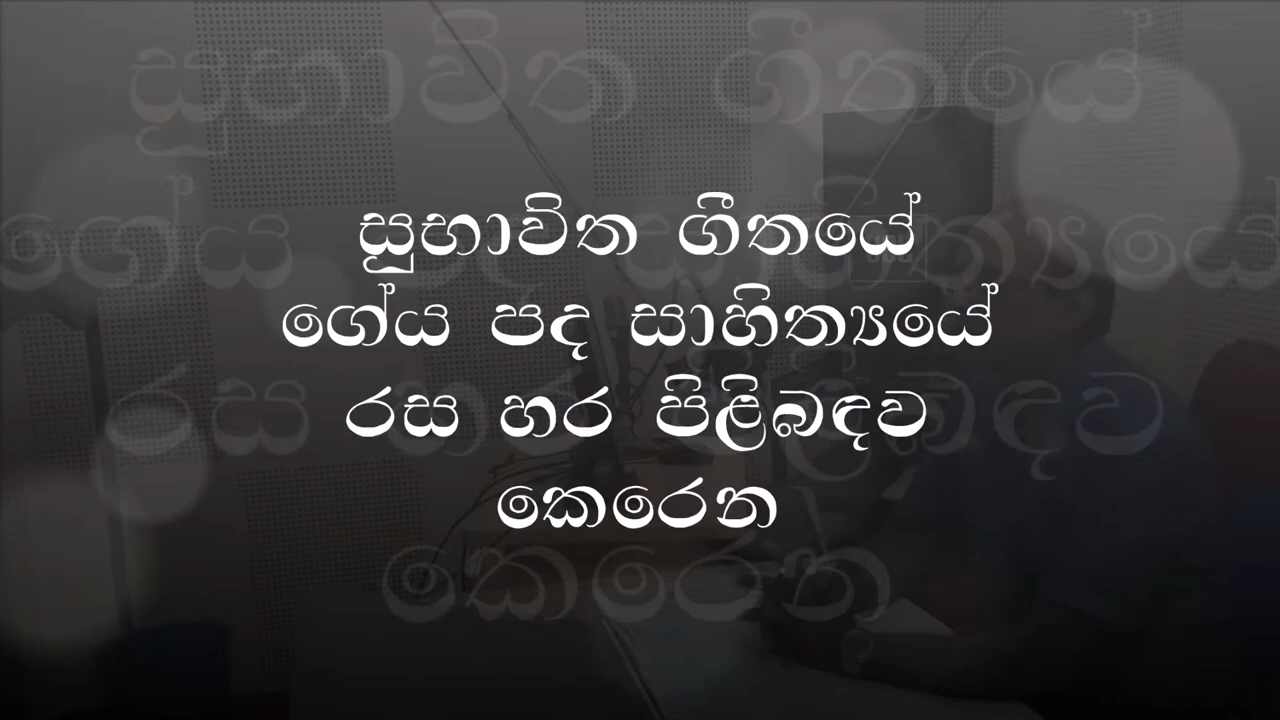 සුභාවිත ගීතයේ
ගේය පද සාහිත්‍යයේ
රස හර පිළිබඳව
කෙරෙන